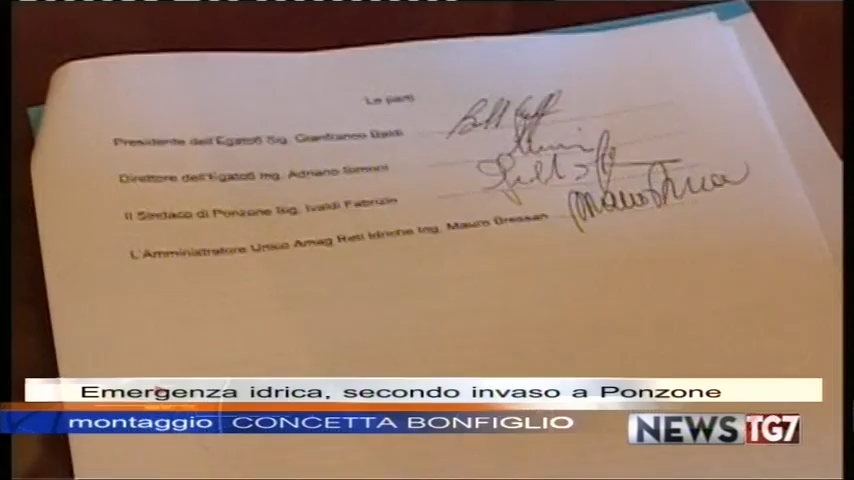 Le parti
Presidente dell'Egato6 Sig. Gianfranco Baldi
Direttore dell'Egato6 Ing. Adriano Simoni
Il Sindaco di Ponzone Sig. Ivaldi Fabrizio
L'Amministratore Unico Amag Reti Idriche Ing. Mauro Bressan
Emergenza idrica, secondo invaso a Ponzone
montaggio CONCETTA BONFIGLIO
NEWS TG7